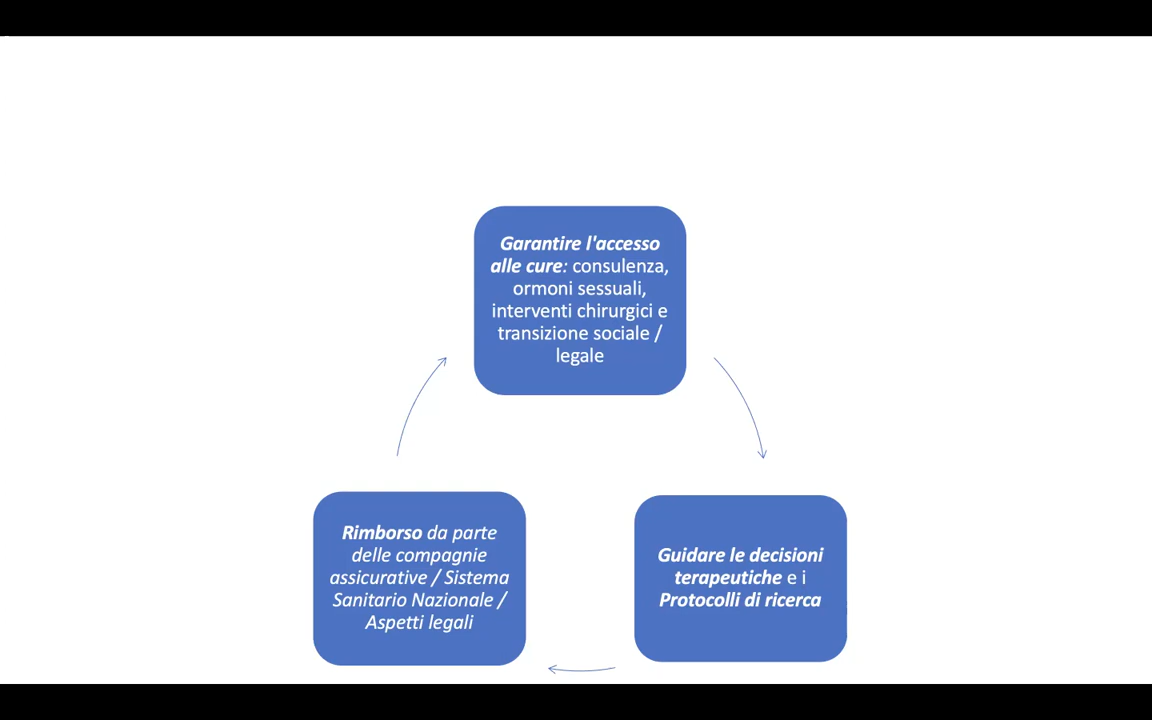 Garantire l'accesso
alle cure: consulenza,
ormoni sessuali,
interventi chirurgici e
transizione sociale /
legale
Rimborso da parte
delle compagnie
assicurative / Sistema
Sanitario Nazionale /
Aspetti legali
Guidare le decisioni
terapeutiche e i
Protocolli di ricerca